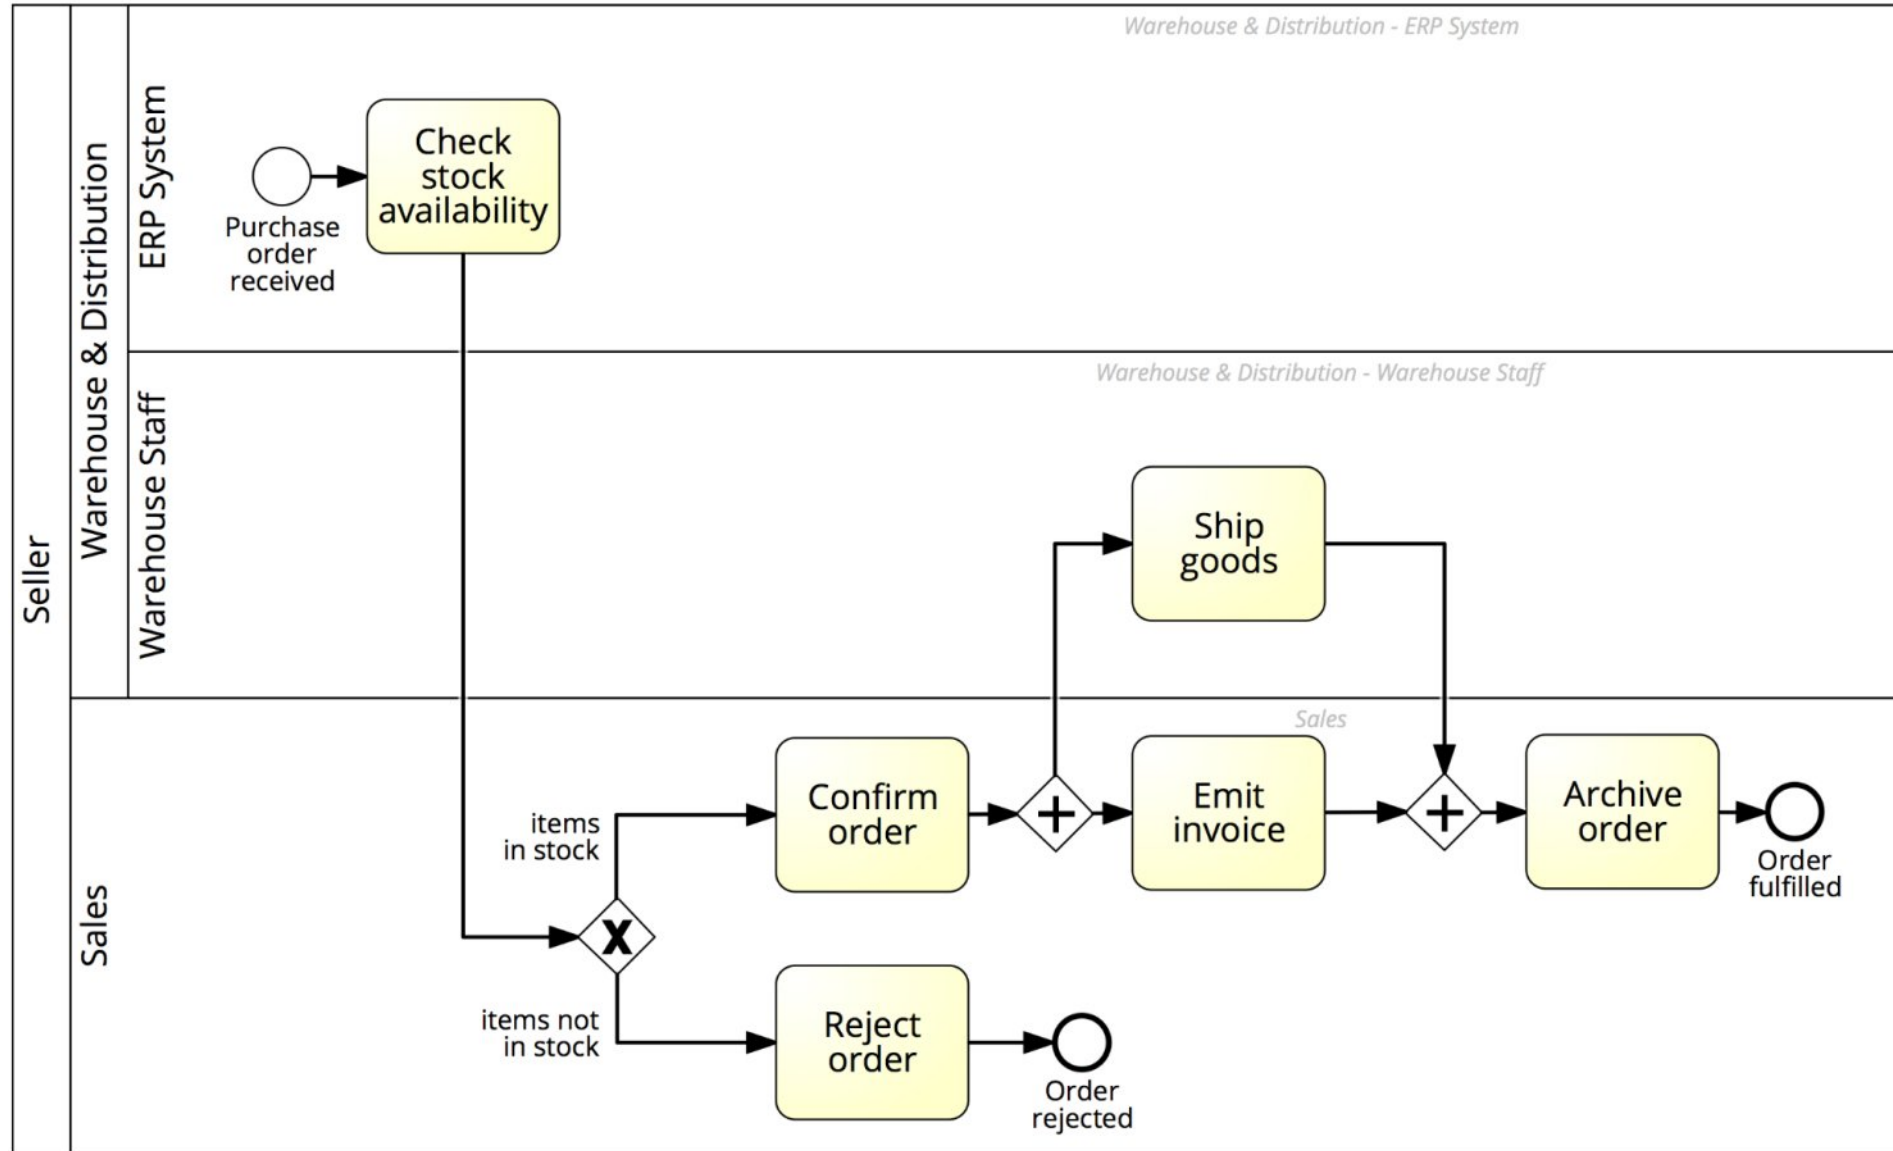 Seller
Warehouse & Distribution
ERP System
Warehouse & Distribution - ERP System
Purchase
order
received
Check
stock
availability
Warehouse Staff
Warehouse & Distribution - Warehouse Staff
Ship
goods
Sales
Sales
items
in stock
Confirm
order
Emit
invoice
Archive
order
Order
fulfilled
X
items not
in stock
Reject
order
Order
rejected